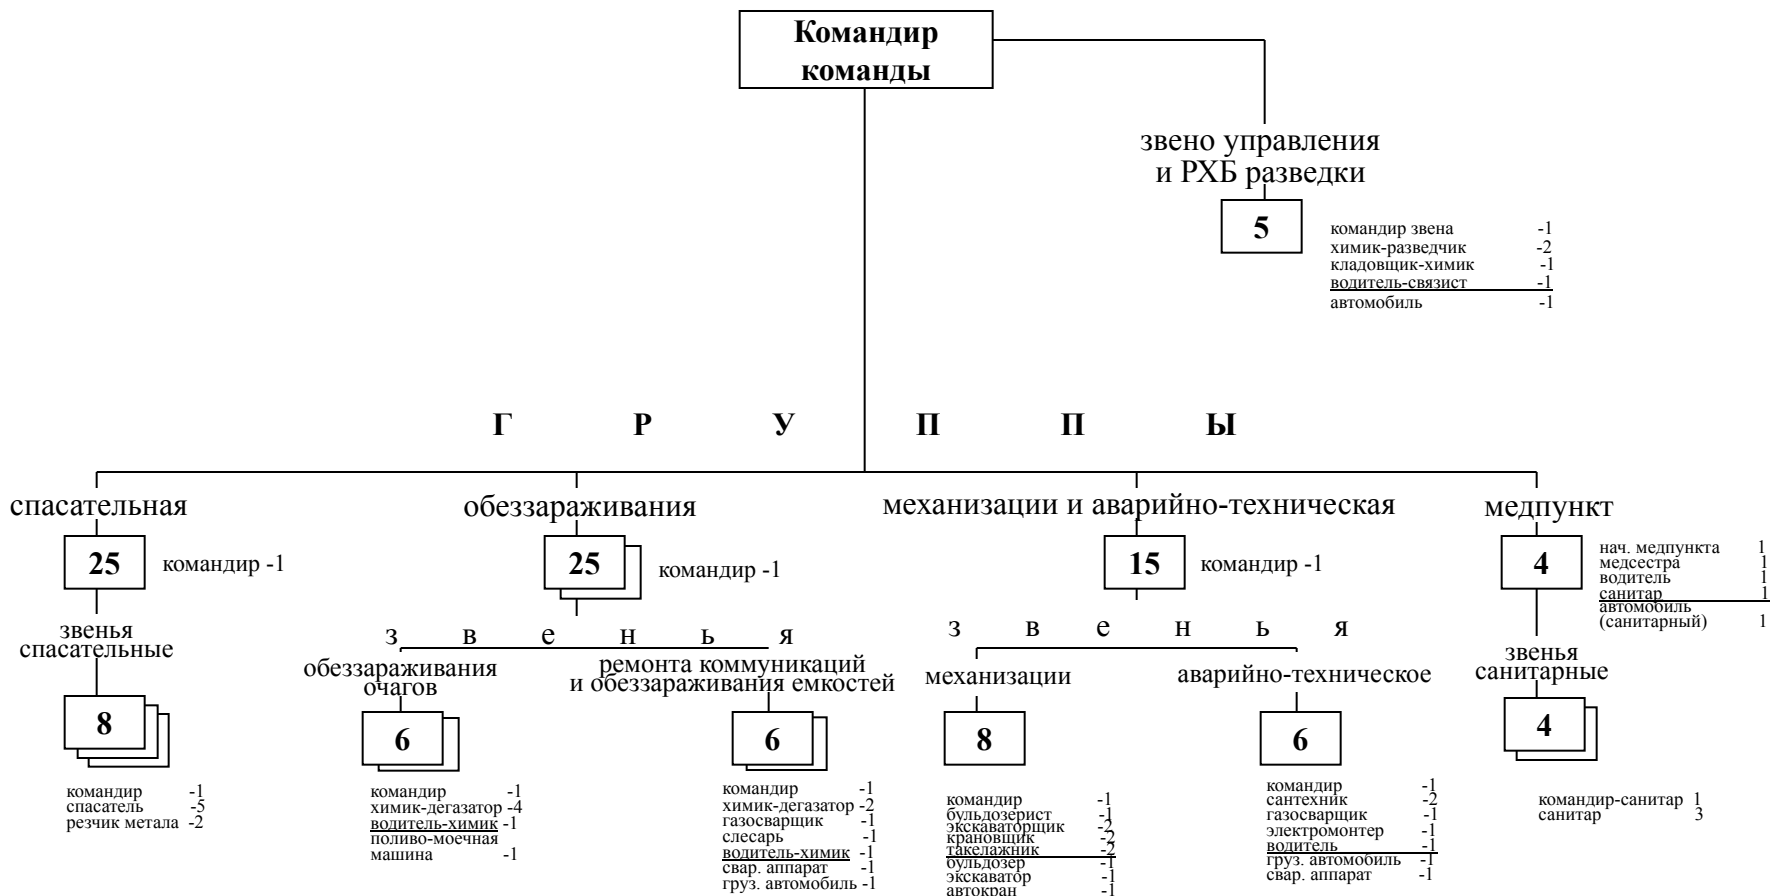 Командир
команды
звено управления
и РХБ разведки
5
командир звена -1
химик-разведчик -2
кладовщик-химик -1
водитель-связист -1
автомобиль -1
Г Р У П П Ы
спасательная
25
командир -1
звенья
спасательные
8
командир -1
спасатель -5
резчик метала -2
обеззараживания
25
командир -1
з в е н ь я
обеззараживания
очагов
6
командир -1
химик-дегазатор -4
водитель-химик -1
поливо-моечная
машина -1
ремонта коммуникаций
и обеззараживания емкостей
6
командир -1
химик-дегазатор -2
газосварщик -1
слесарь -1
водитель-химик -1
свар. аппарат -1
груз. автомобиль -1
механизации и аварийно-техническая
15
командир -1
з в е н ь я
механизации
8
командир -1
бульдозерист -1
экскаваторщик -2
крановщик -2
такелажник -2
бульдозер -1
экскаватор -1
автокран -1
аварийно-техническое
6
командир -1
сантехник -2
газосварщик -1
электромонтер -1
водитель -1
груз. автомобиль -1
свар. аппарат -1
медпункт
4
нач. медпункта 1
медсестра 1
водитель 1
санитар 1
автомобиль
(санитарный) 1
звенья
санитарные
4
командир-санитар 1
санитар 3